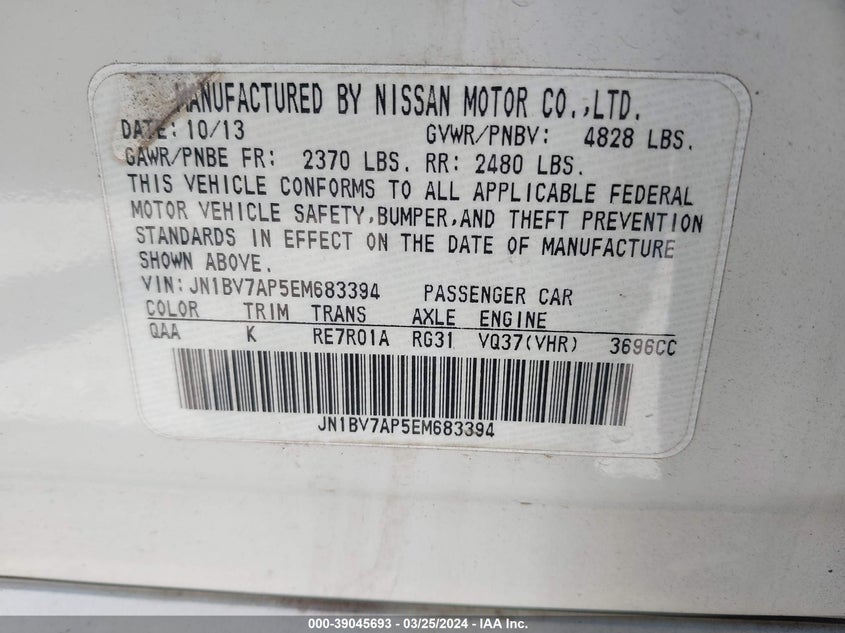 MANUFACTURED BY NISSAN MOTOR CO.,LTD.
DATE: 10/13 GVWR/PNBV: 4828 LBS.
GAWR/PNBE FR: 2370 LBS. RR: 2480 LBS.
THIS VEHICLE CONFORMS TO ALL APPLICABLE FEDERAL
MOTOR VEHICLE SAFETY,BUMPER,AND THEFT PREVENTION
STANDARDS IN EFFECT ON THE DATE OF MANUFACTURE
SHOWN ABOVE.
VIN: JN1BV7AP5EM683394 PASSENGER CAR
COLOR TRIM TRANS AXLE ENGINE
QAA K RE7R01A RG31 VQ37(VHR) 3696CC
JN1BV7AP5EM683394
000-39045693 - 03/25/2024 - IAA Inc.